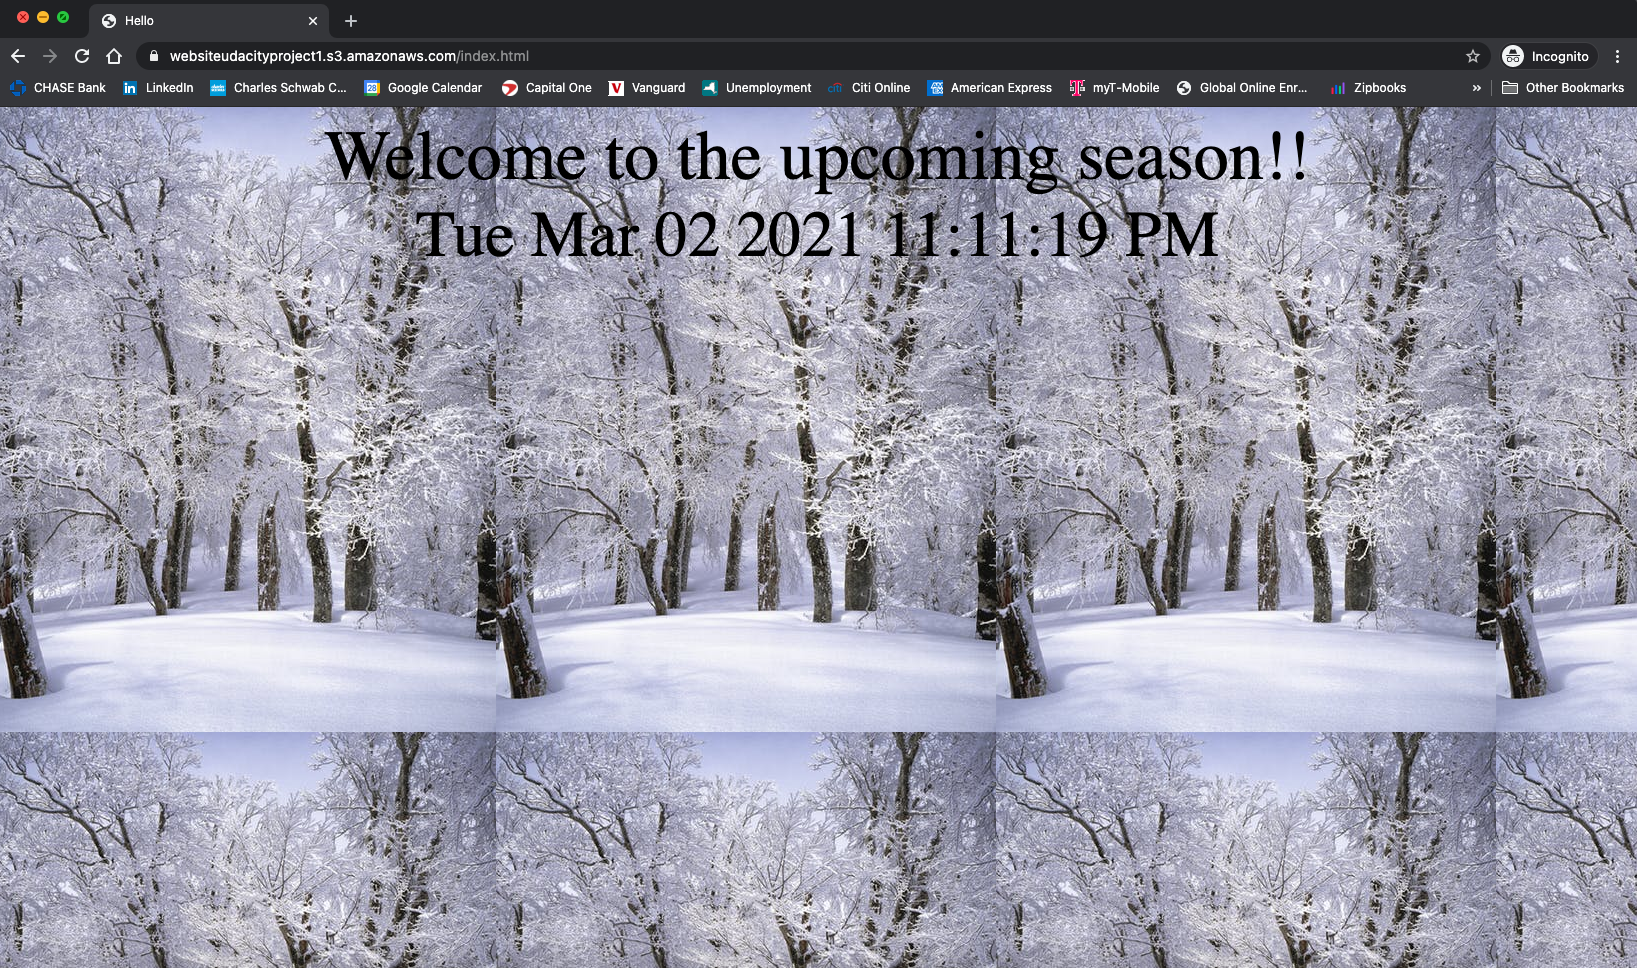 Hello
websiteudacityproject1.s3.amazonaws.com/index.html
Incognito
CHASE Bank
LinkedIn
Charles Schwab C...
28
Google Calendar
Capital One
V
Vanguard
Unemployment
citi
Citi Online
American Express
myT-Mobile
Global Online Enr...
Zipbooks
»
Other Bookmarks
Welcome to the upcoming season!!
Tue Mar 02 2021 11:11:19 PM